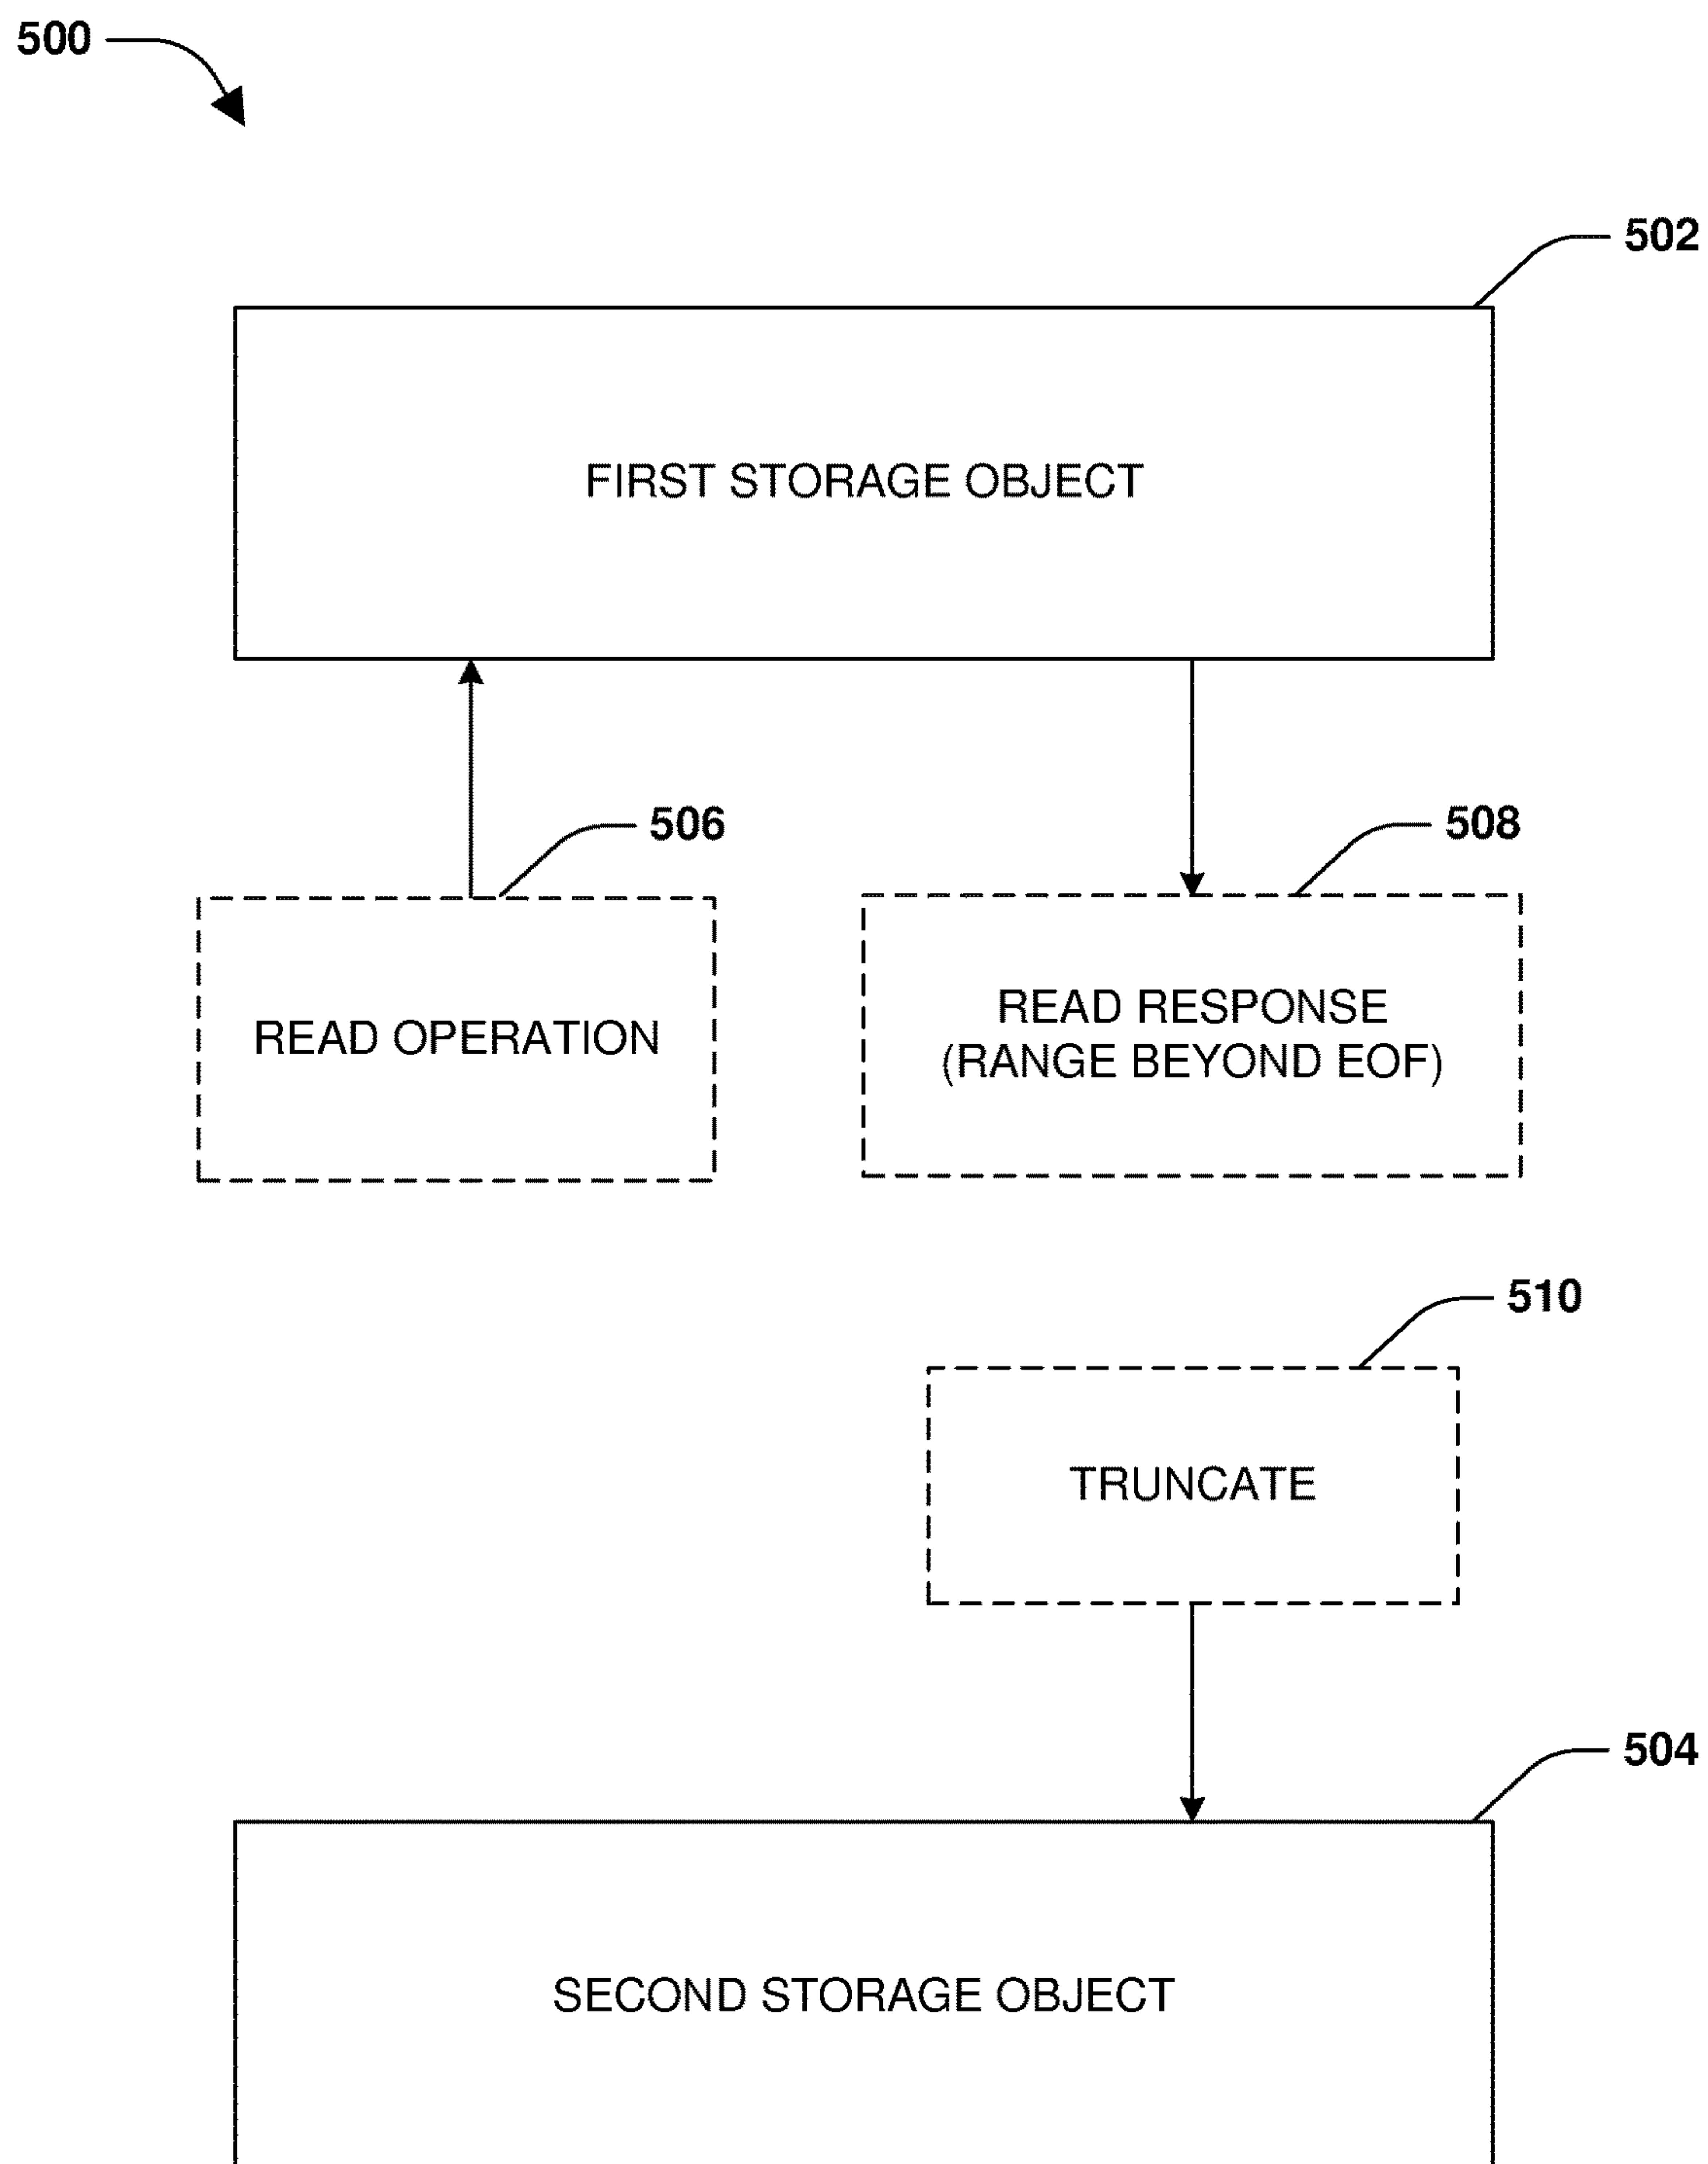 500
502
FIRST STORAGE OBJECT
506
508
READ OPERATION
READ RESPONSE
(RANGE BEYOND EOF)
510
TRUNCATE
504
SECOND STORAGE OBJECT